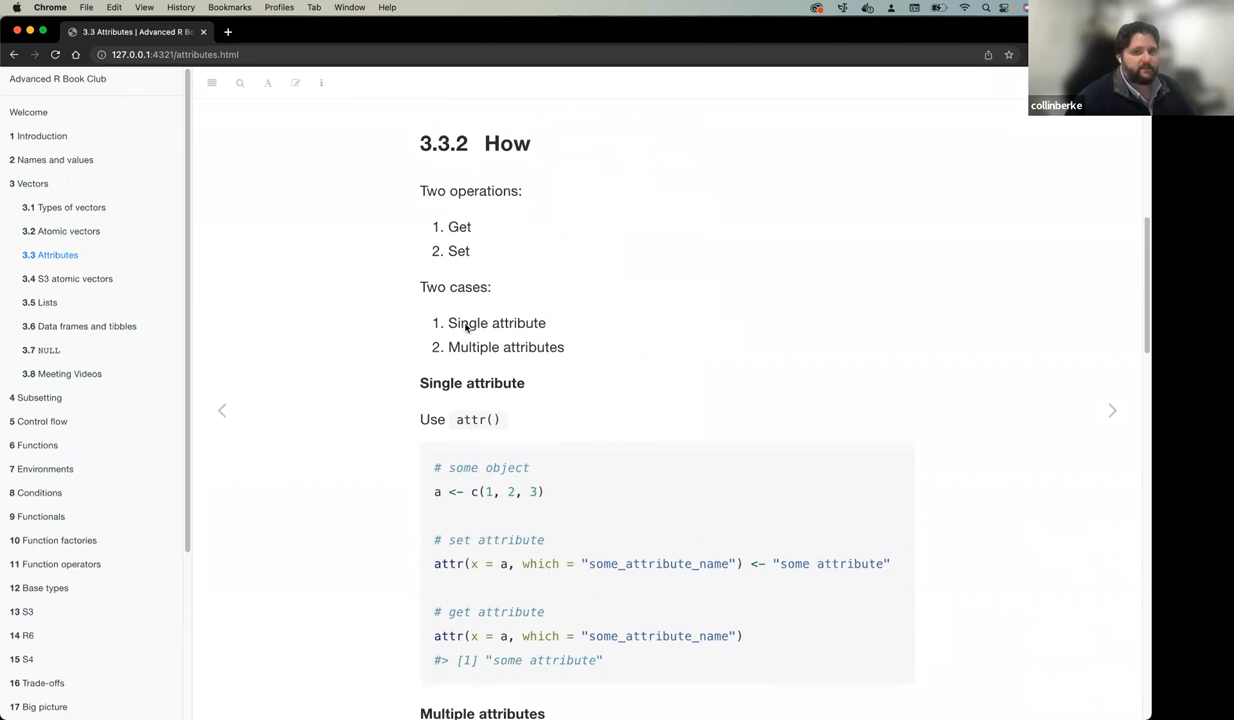 Chrome File Edit View History Bookmarks Profiles Tab Window Help
3.3 Attributes | Advanced R Bo
127.0.0.1:4321/attributes.html
collinberke
Advanced R Book Club
Welcome
1 Introduction
2 Names and values
3 Vectors
3.1 Types of vectors
3.2 Atomic vectors
3.3 Attributes
3.4 S3 atomic vectors
3.5 Lists
3.6 Data frames and tibbles
3.7 NULL
3.8 Meeting Videos
4 Subsetting
5 Control flow
6 Functions
7 Environments
8 Conditions
9 Functionals
10 Function factories
11 Function operators
12 Base types
13 S3
14 R6
15 S4
16 Trade-offs
17 Big picture
3.3.2 How
Two operations:
1. Get
2. Set
Two cases:
1. Single attribute
2. Multiple attributes
Single attribute
Use attr()
# some object
a <- c(1, 2, 3)
# set attribute
attr(x = a, which = "some_attribute_name") <- "some attribute"
# get attribute
attr(x = a, which = "some_attribute_name")
#> [1] "some attribute"
Multiple attributes